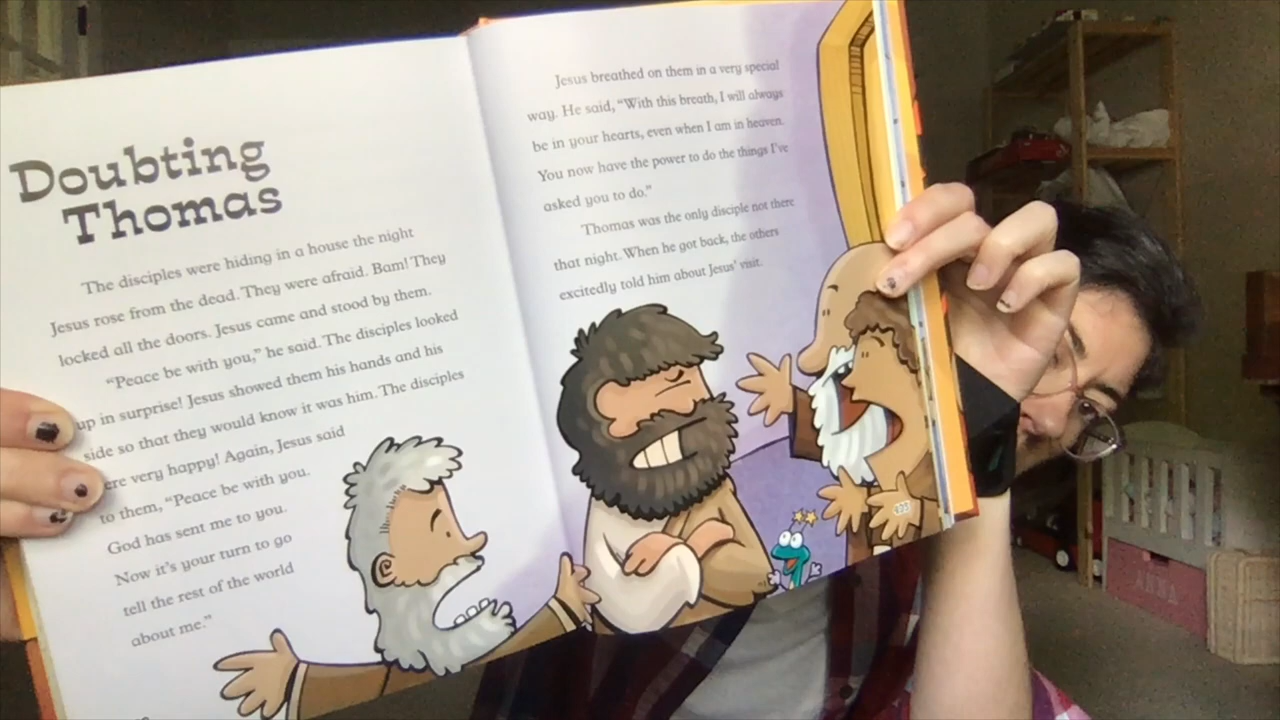 Doubting
Thomas
The disciples were hiding in a house the night
Jesus rose from the dead. They were afraid. Bam! They
locked all the doors. Jesus came and stood by them.
"Peace be with you," he said. The disciples looked
up in surprise! Jesus showed them his hands and his
side so that they would know it was him. The disciples
ere very happy! Again, Jesus said
to them, "Peace be with you.
God has sent me to you.
Now it's your turn to go
tell the rest of the world
about me."
Jesus breathed on them in a very special
way. He said, "With this breath, I will always
be in your hearts, even when I am in heaven.
You now have the power to do the things I've
asked you to do."
Thomas was the only disciple not there
that night. When he got back, the others
excitedly told him about Jesus' visit.
ANNA